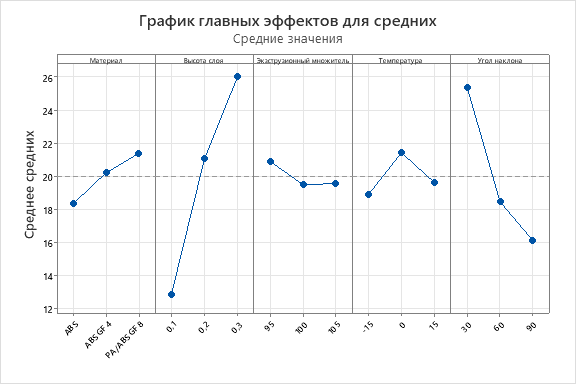 График главных эффектов для средних
Средние значения
Материал Высота слоя Экструзионный множитель Температура Угол наклона
26
24
22
20
18
16
14
12
Среднее средних
ABS ABS GF 4 PA/ABS GF 8 0,1 0,2 0,3 95 100 105 -15 0 15 30 60 90